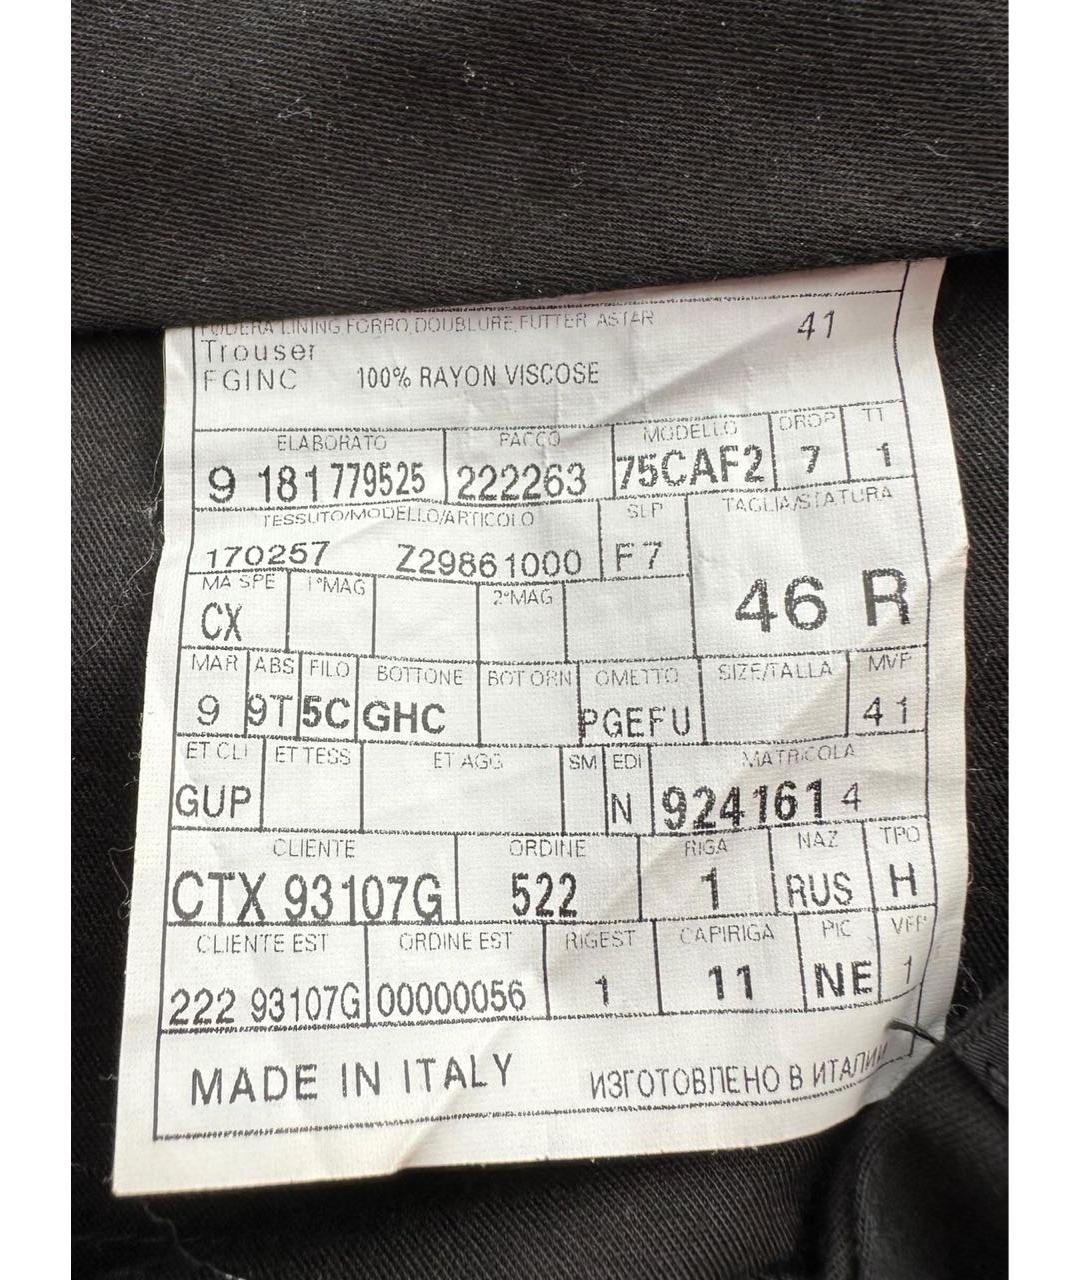 FODERA LINING FORRO, DOUBLURE, FUTTER ASTAR 41
Trouser
FGINC 100% RAYON VISCOSE
ELABORATO PACCO MODELLO DROP TT
9 181779525 222263 75CAF2 7 1
TESSUTO/MODELLO/ARTICOLO SLP TAGLIA/STATURA
170257 Z29861000 F7 46 R
MA SPE 1°MAG 2°MAG
CX
MAR ABS FILO BOTTONE BOT ORN OMETTO SIZE/TALLA MVP
9 9T 5C GHC PGEFU 41
ET CLI ET TESS ET AGG SM EDI MATRICOLA
GUP N 9241614
CLIENTE ORDINE RIGA NAZ TPO
CTX 93107G 522 1 RUS H
CLIENTE EST ORDINE EST RIGEST CAPIRIGA PIC VFP
222 93107G 00000056 1 11 NE 1
MADE IN ITALY ИЗГОТОВЛЕНО В ИТАЛИИ